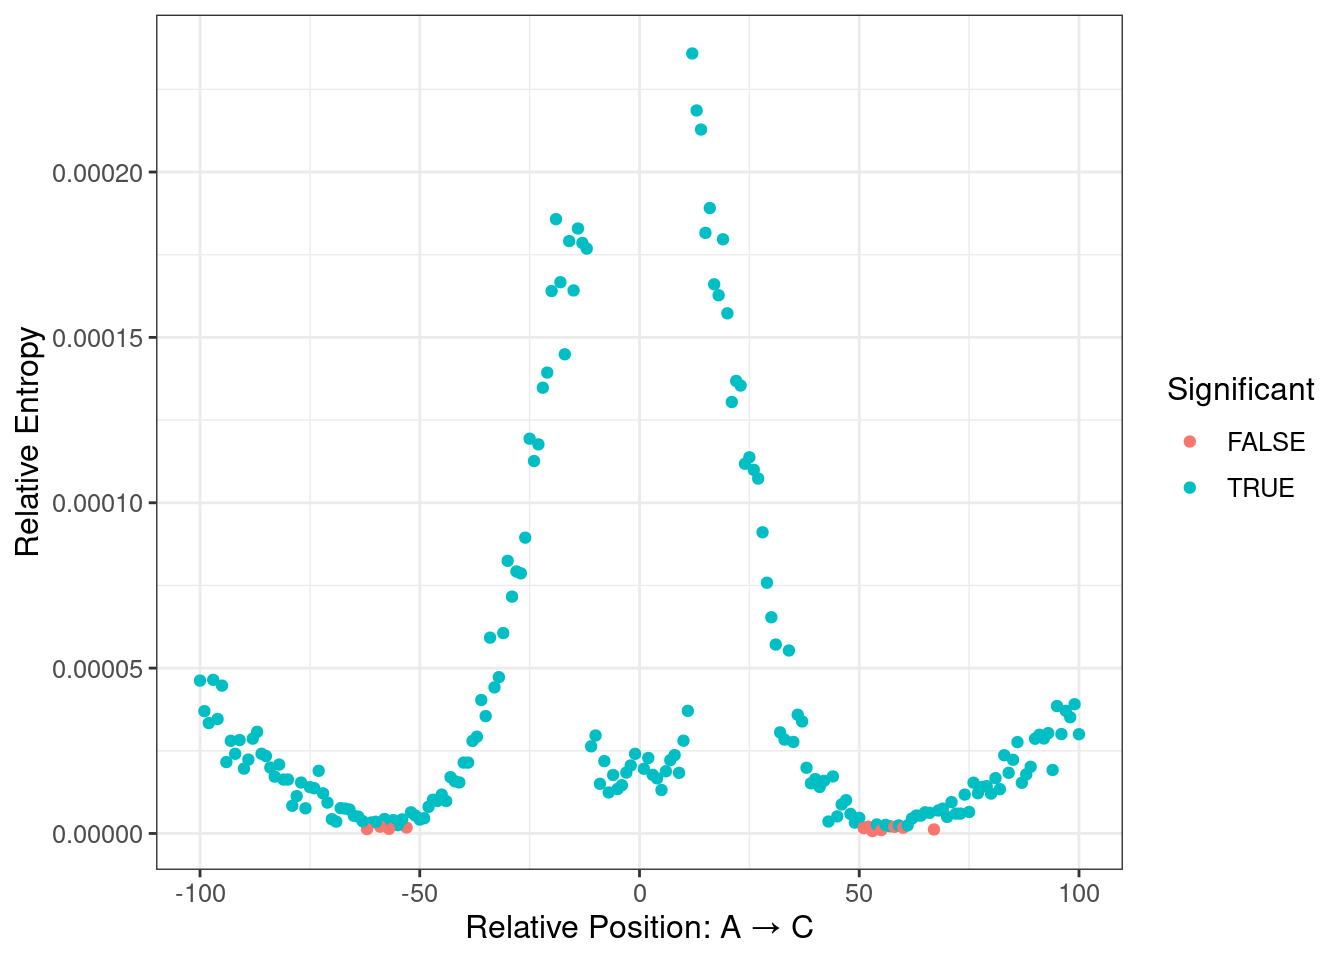 0.00020
0.00015
0.00010
0.00005
0.00000
Relative Entropy
-100 -50 0 50 100
Relative Position: A → C
Significant
FALSE
TRUE